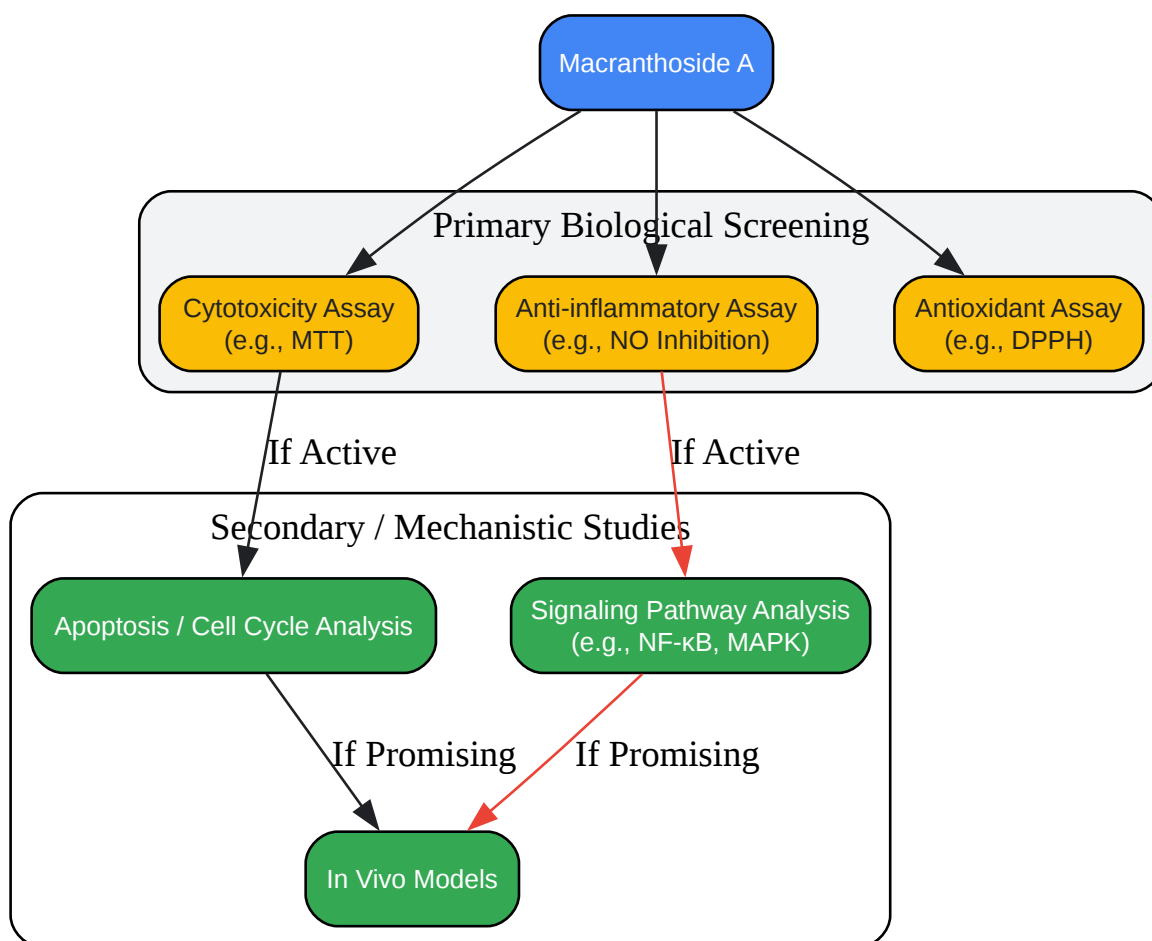 Macranthoside A
Primary Biological Screening
Cytotoxicity Assay
(e.g., MTT)
Anti-inflammatory Assay
(e.g., NO Inhibition)
Antioxidant Assay
(e.g., DPPH)
If Active
If Active
Secondary / Mechanistic Studies
Apoptosis / Cell Cycle Analysis
Signaling Pathway Analysis
(e.g., NF-κB, MAPK)
If Promising
If Promising
In Vivo Models